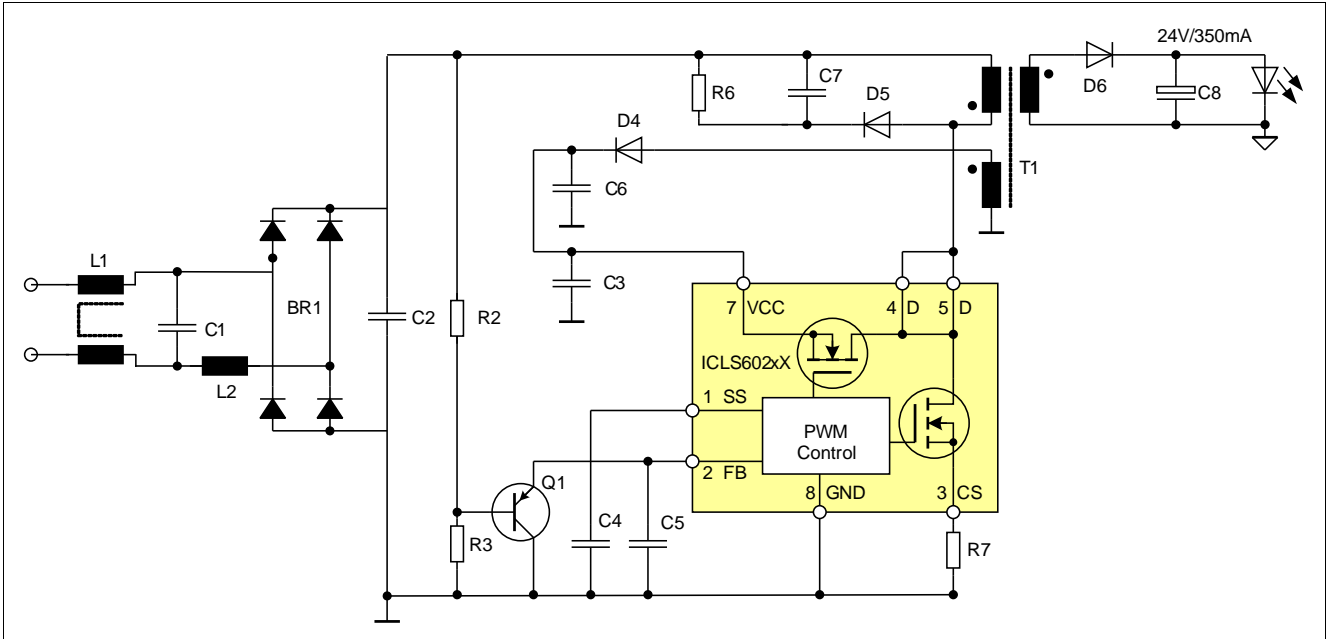 24V/350mA
C7
R6
D5
D6
C8
D4
T1
C6
L1
C3
BR1
C2
R2
7 VCC
4 D
5 D
C1
ICLS602xX
L2
1 SS
PWM
Control
2 FB
Q1
8 GND
3 CS
C4
C5
R3
R7